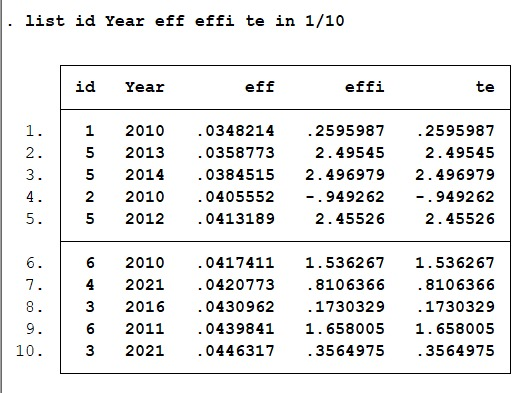 . list id Year eff effi te in 1/10
id Year eff effi te
1. 1 2010 .0348214 .2595987 .2595987
2. 5 2013 .0358773 2.49545 2.49545
3. 5 2014 .0384515 2.496979 2.496979
4. 2 2010 .0405552 -.949262 -.949262
5. 5 2012 .0413189 2.45526 2.45526
6. 6 2010 .0417411 1.536267 1.536267
7. 4 2021 .0420773 .8106366 .8106366
8. 3 2016 .0430962 .1730329 .1730329
9. 6 2011 .0439841 1.658005 1.658005
10. 3 2021 .0446317 .3564975 .3564975